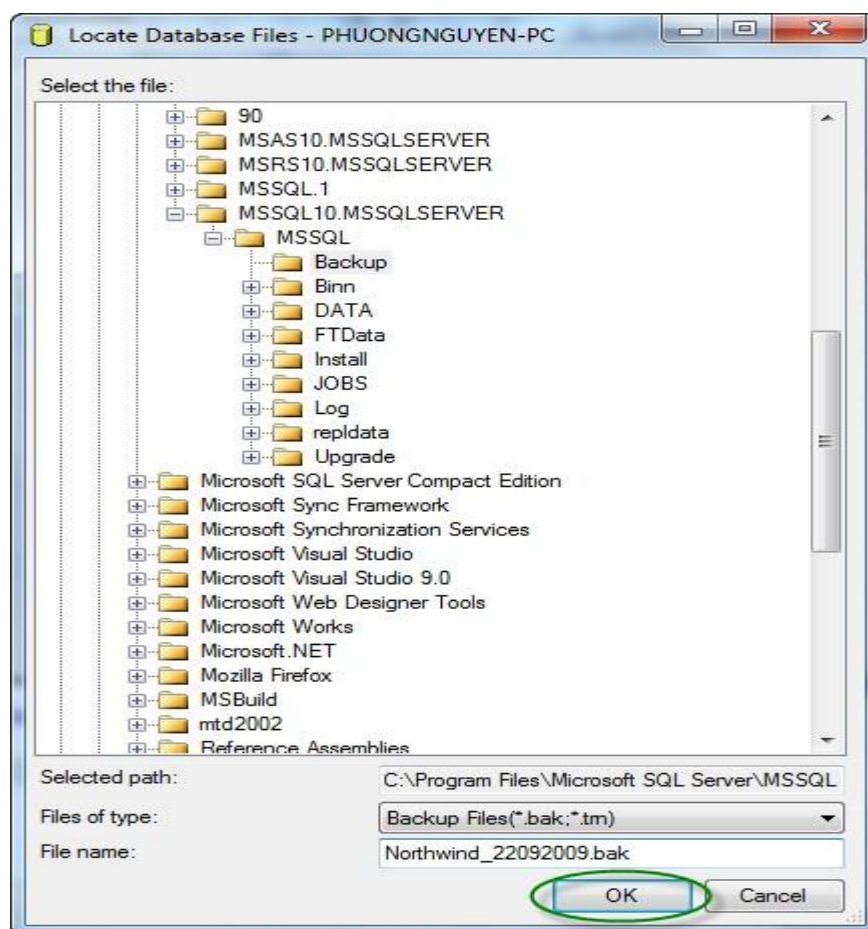 Locate Database Files - PHUONGNGUYEN-PC
Select the file:
90
MSAS10.MSSQLSERVER
MSRS10.MSSQLSERVER
MSSQL.1
MSSQL10.MSSQLSERVER
MSSQL
Backup
Binn
DATA
FTData
Install
JOBS
Log
repldata
Upgrade
Microsoft SQL Server Compact Edition
Microsoft Sync Framework
Microsoft Synchronization Services
Microsoft Visual Studio
Microsoft Visual Studio 9.0
Microsoft Web Designer Tools
Microsoft Works
Microsoft.NET
Mozilla Firefox
MSBuild
mtd2002
Reference Assemblies
Selected path: C:\Program Files\Microsoft SQL Server\MSSQL
Files of type: Backup Files(*.bak;*.trn)
File name: Northwind_22092009.bak
OK Cancel